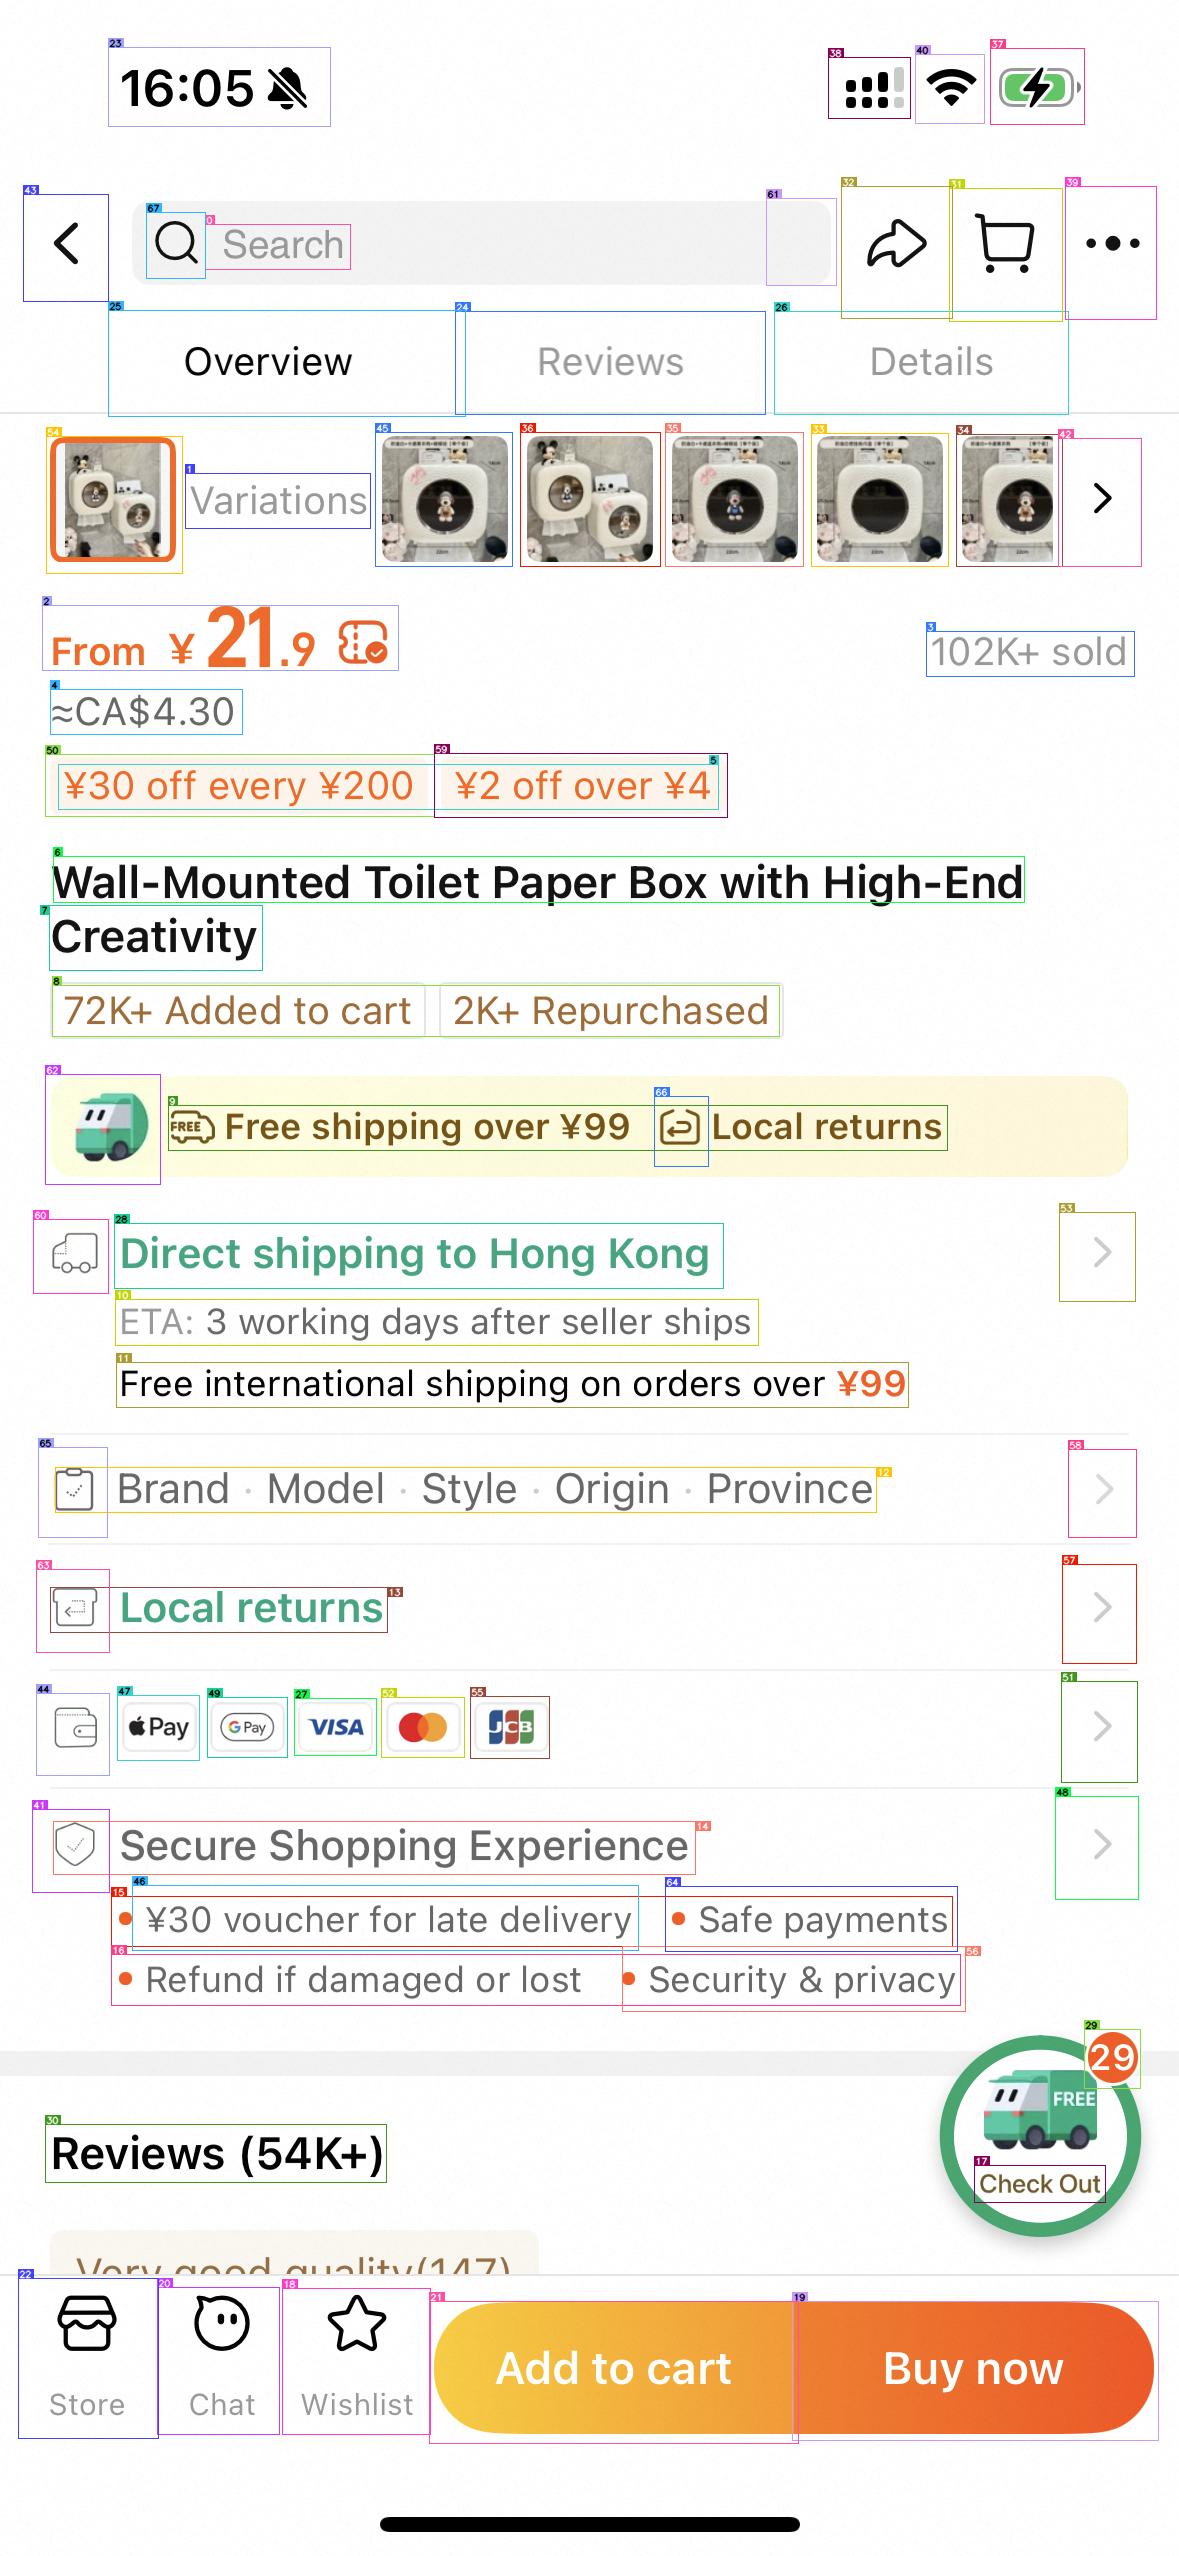 16:05
Search
Overview Reviews Details
Variations
From ¥21.9
102K+ sold
≈CA$4.30
¥30 off every ¥200 ¥2 off over ¥4
Wall-Mounted Toilet Paper Box with High-End
Creativity
72K+ Added to cart 2K+ Repurchased
FREE Free shipping over ¥99 Local returns
Direct shipping to Hong Kong
ETA: 3 working days after seller ships
Free international shipping on orders over ¥99
Brand · Model · Style · Origin · Province
Local returns
Pay G Pay VISA JCB
Secure Shopping Experience
• ¥30 voucher for late delivery • Safe payments
• Refund if damaged or lost • Security & privacy
29
FREE
Reviews (54K+)
Check Out
Very good quality(147)
Store Chat Wishlist Add to cart Buy now